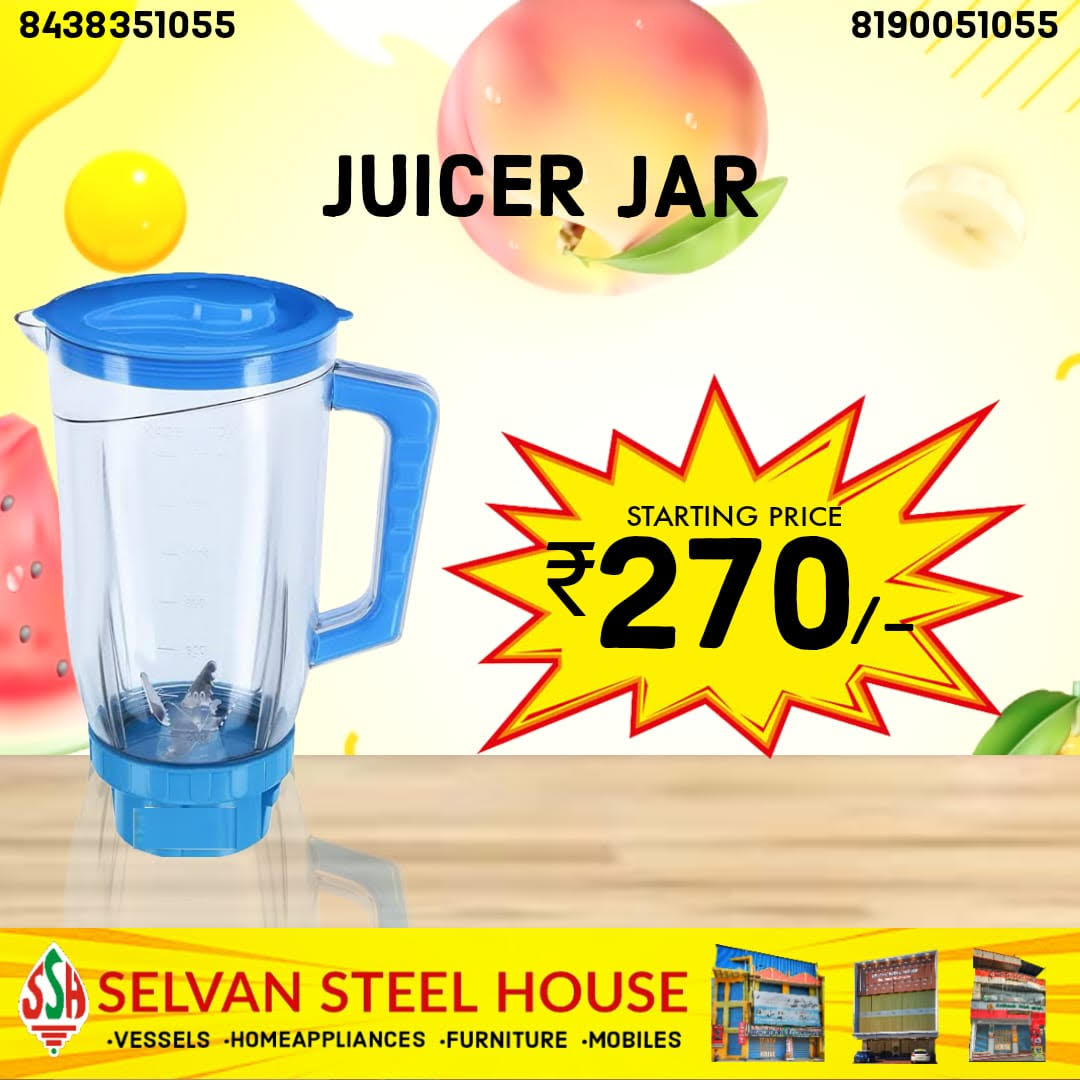 8438351055
8190051055
JUICER JAR
STARTING PRICE
₹270/-
SSH
SELVAN STEEL HOUSE
·VESSELS ·HOMEAPPLIANCES ·FURNITURE ·MOBILES